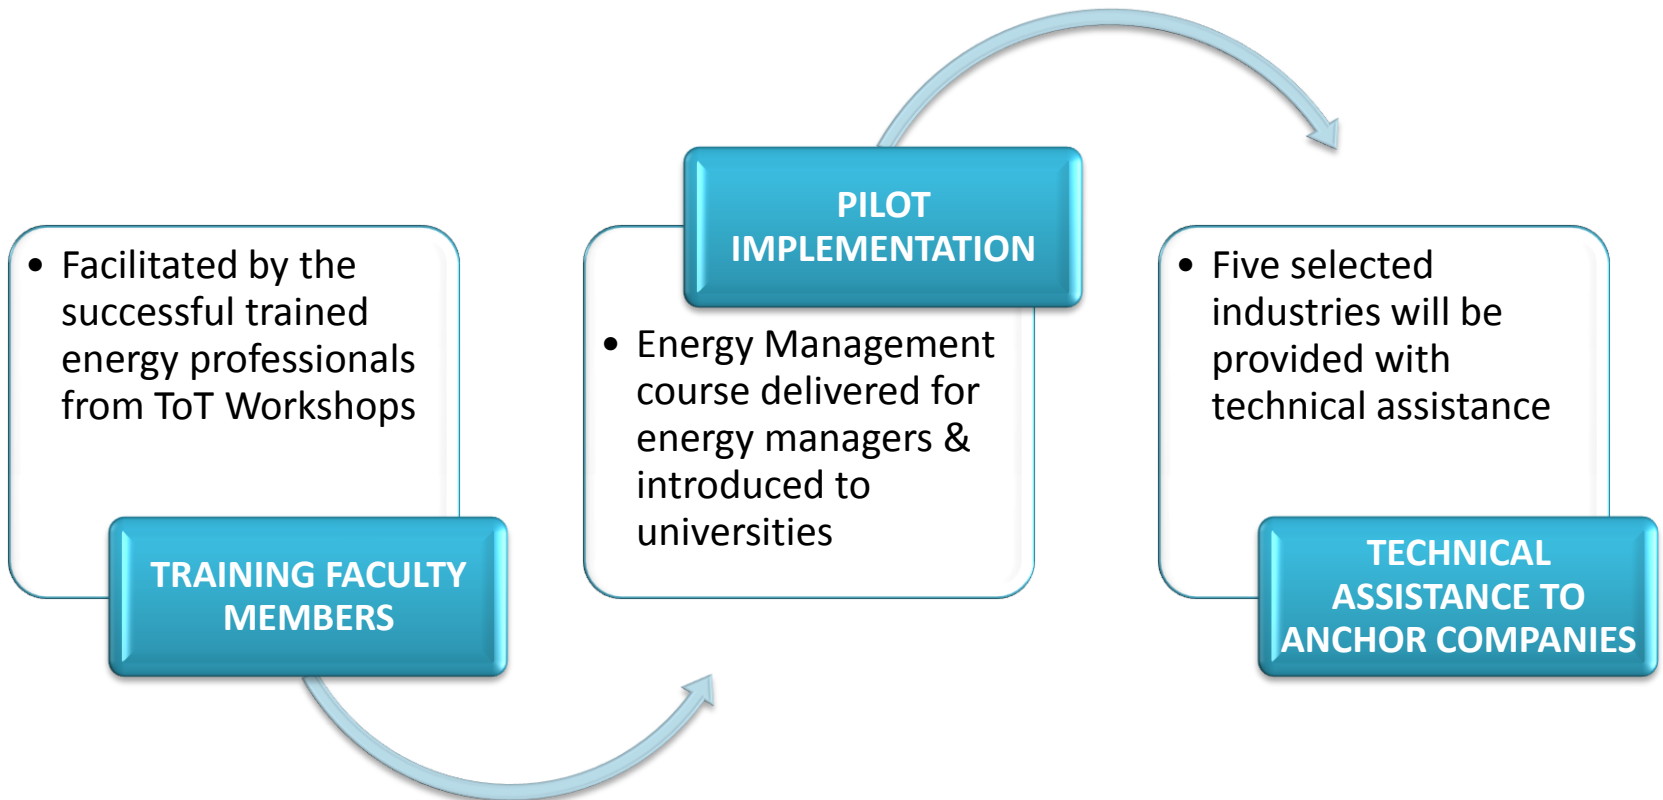 • Facilitated by the
successful trained
energy professionals
from ToT Workshops
TRAINING FACULTY
MEMBERS
PILOT
IMPLEMENTATION
• Energy Management
course delivered for
energy managers &
introduced to
universities
• Five selected
industries will be
provided with
technical assistance
TECHNICAL
ASSISTANCE TO
ANCHOR COMPANIES